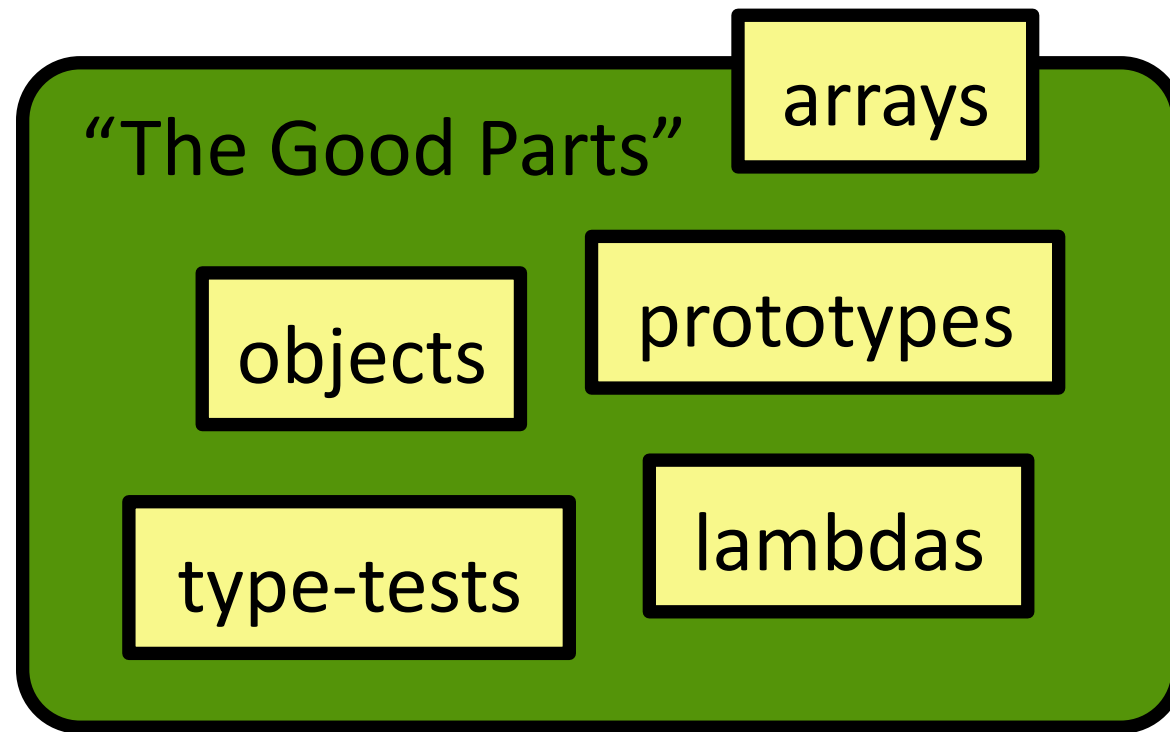 arrays
“The Good Parts”
prototypes
objects
lambdas
type-tests